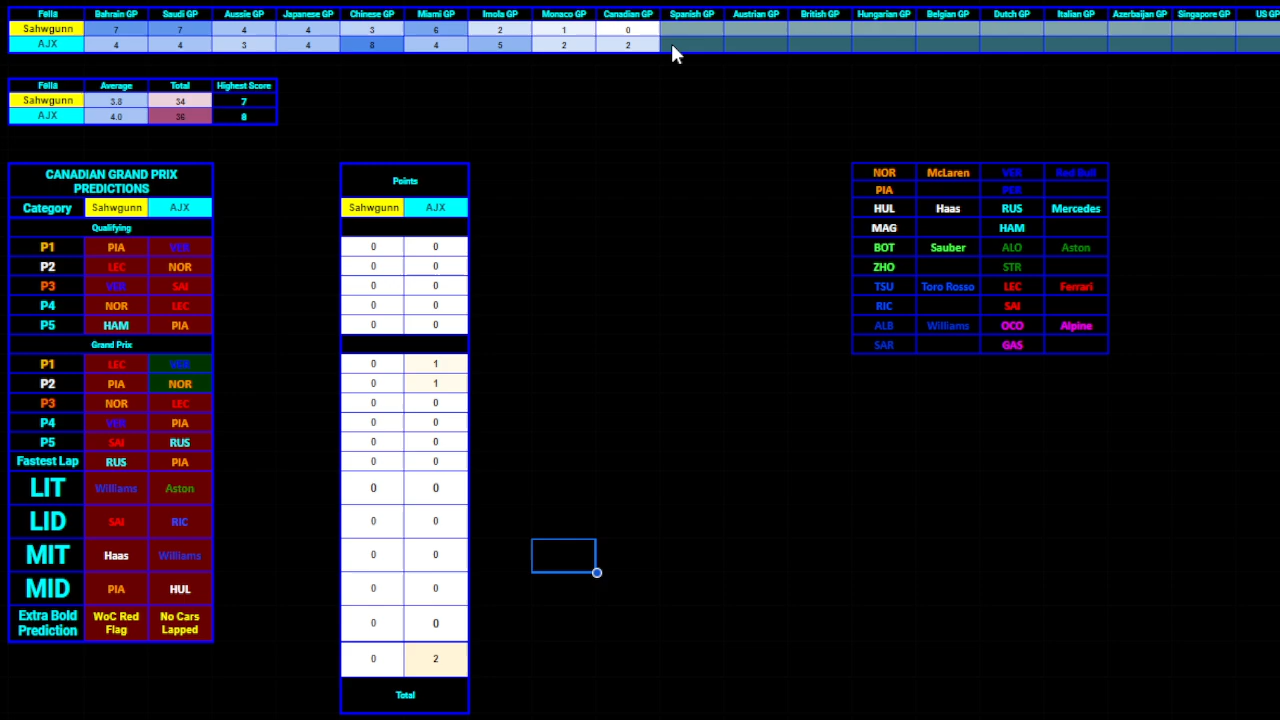 Fella Bahrain GP Saudi GP Aussie GP Japanese GP Chinese GP Miami GP Imola GP Monaco GP Canadian GP Spanish GP Austrian GP British GP Hungarian GP Belgian GP Dutch GP Italian GP Azerbaijan GP Singapore GP US GP
Sahwgunn 7 7 4 4 3 6 2 1 0
AJX 4 4 3 4 8 4 5 2 2
Fella Average Total Highest Score
Sahwgunn 3.8 34 7
AJX 4.0 36 8
CANADIAN GRAND PRIX
PREDICTIONS
Category Sahwgunn AJX
Qualifying
P1 PIA VER
P2 LEC NOR
P3 VER SAI
P4 NOR LEC
P5 HAM PIA
Grand Prix
P1 LEC VER
P2 PIA NOR
P3 NOR LEC
P4 VER PIA
P5 SAI RUS
Fastest Lap RUS PIA
LIT Williams Aston
LID SAI RIC
MIT Haas Williams
MID PIA HUL
Extra Bold
Prediction
WoC Red
Flag
No Cars
Lapped
Points
Sahwgunn AJX
0 0
0 0
0 0
0 0
0 0
0 1
0 1
0 0
0 0
0 0
0 0
0 0
0 0
0 0
0 0
0 0
0 2
Total
NOR McLaren VER Red Bull
PIA PER
HUL Haas RUS Mercedes
MAG HAM
BOT Sauber ALO Aston
ZHO STR
TSU Toro Rosso LEC Ferrari
RIC SAI
ALB Williams OCO Alpine
SAR GAS